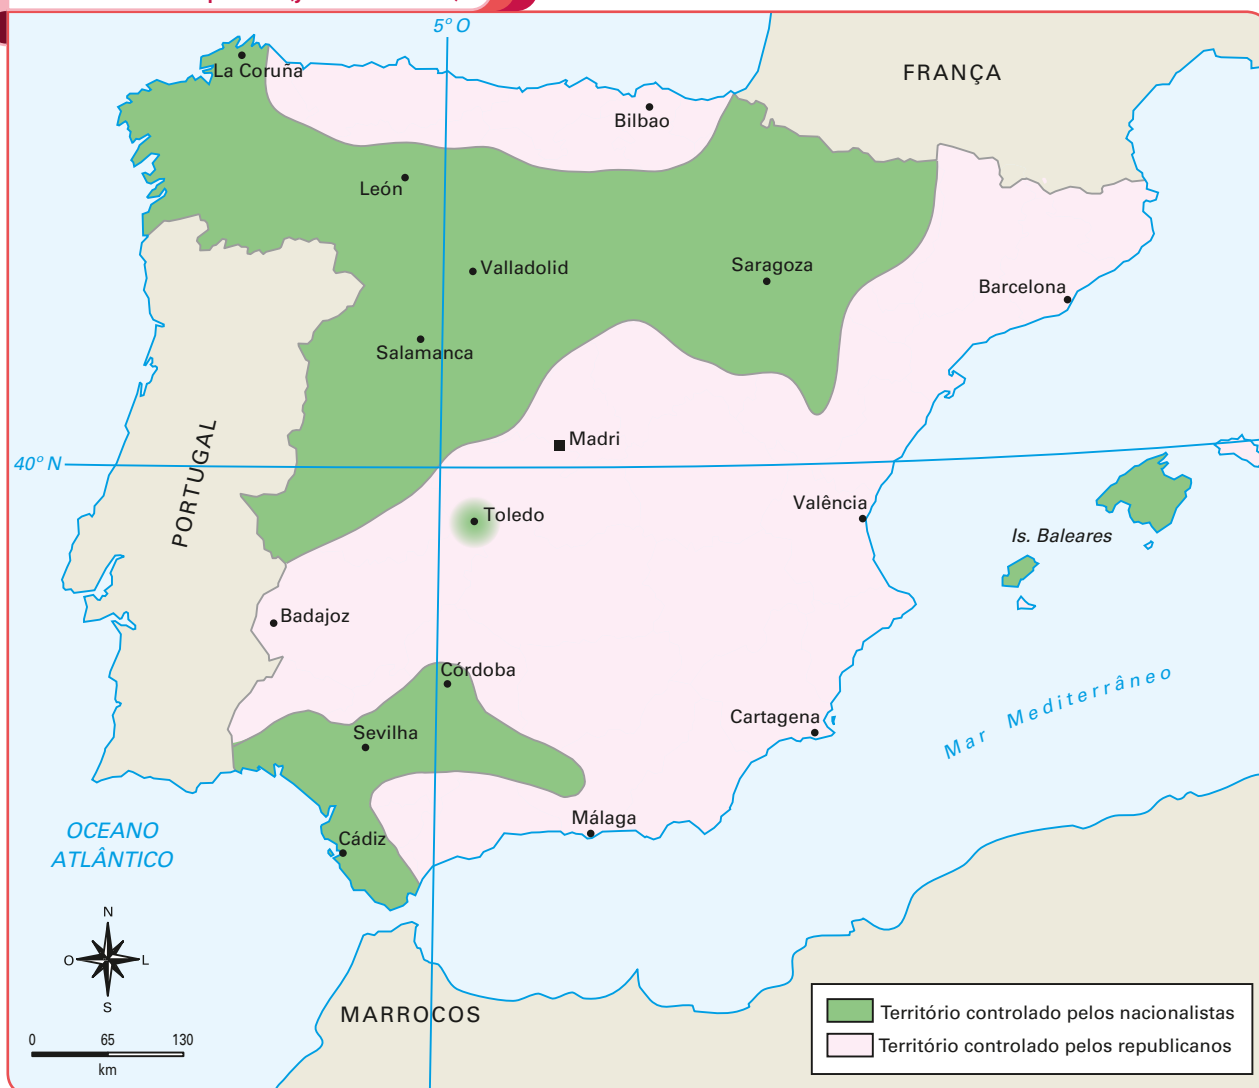 5º O
La Coruña
FRANÇA
Bilbao
León
Valladolid
Saragoza
Barcelona
Salamanca
PORTUGAL
Madri
40º N
Toledo
Valência
Is. Baleares
Badajoz
Córdoba
Cartagena
Mar Mediterrâneo
Sevilha
Málaga
OCEANO
ATLÂNTICO
Cádiz
N
O
L
S
MARROCOS
0 65 130
km
Território controlado pelos nacionalistas
Território controlado pelos republicanos